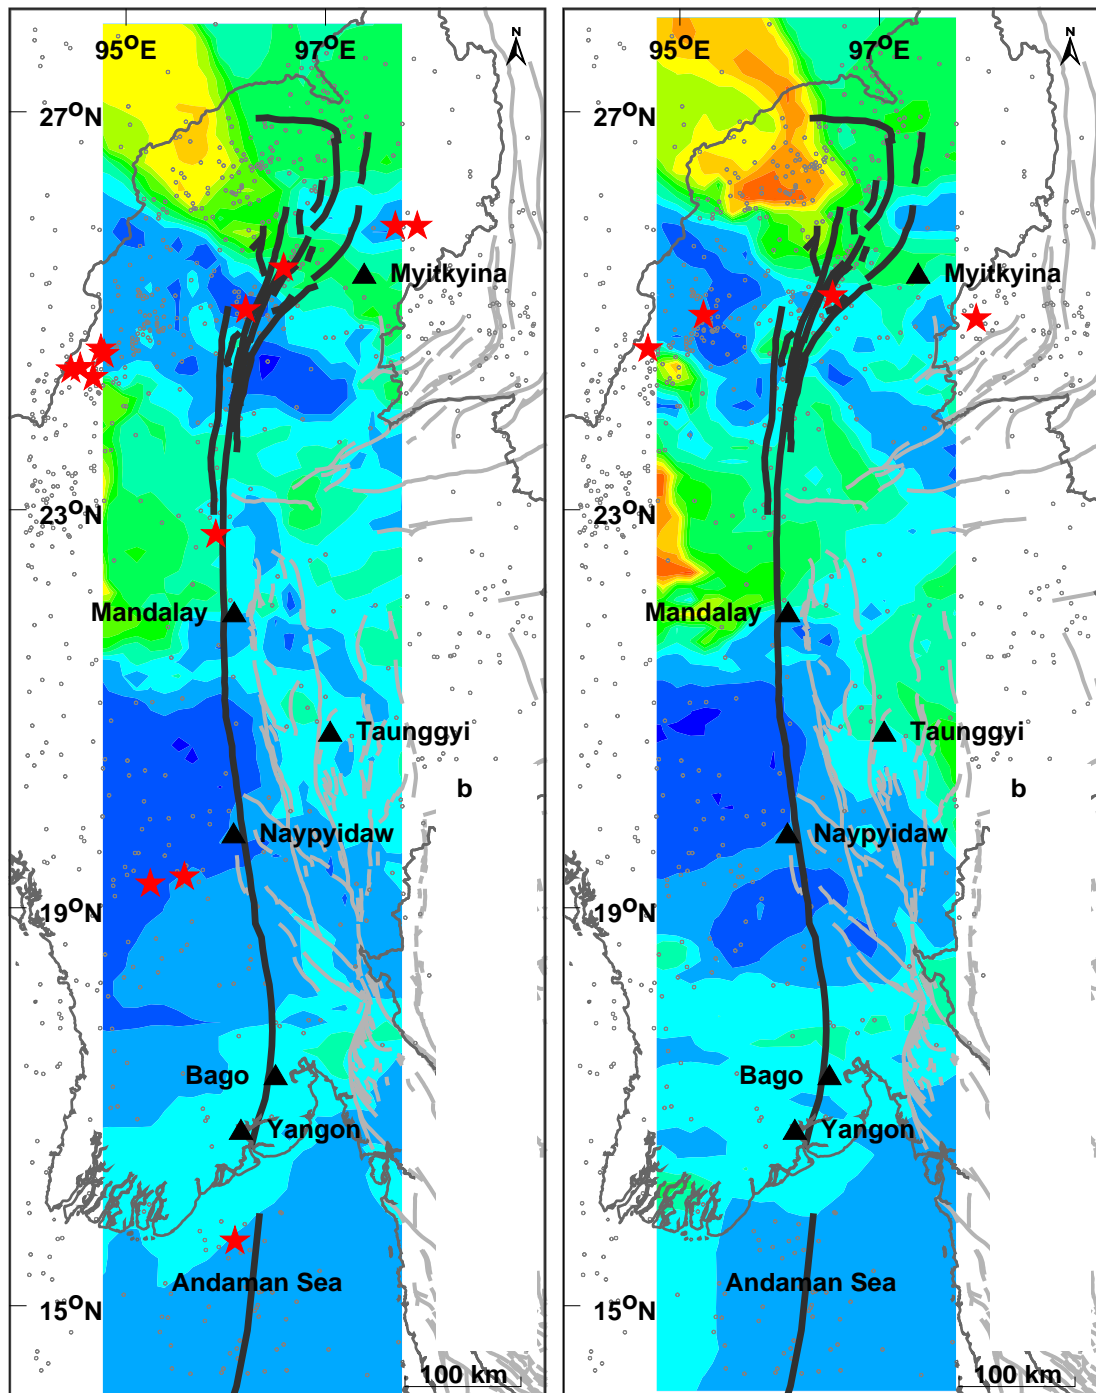 95°E 97°E N
27°N
Myitkyina
23°N
Mandalay
Taunggyi
b
Naypyidaw
19°N
Bago
Yangon
Andaman Sea
15°N
100 km
95°E 97°E N
27°N
Myitkyina
23°N
Mandalay
Taunggyi
b
Naypyidaw
19°N
Bago
Yangon
Andaman Sea
15°N
100 km